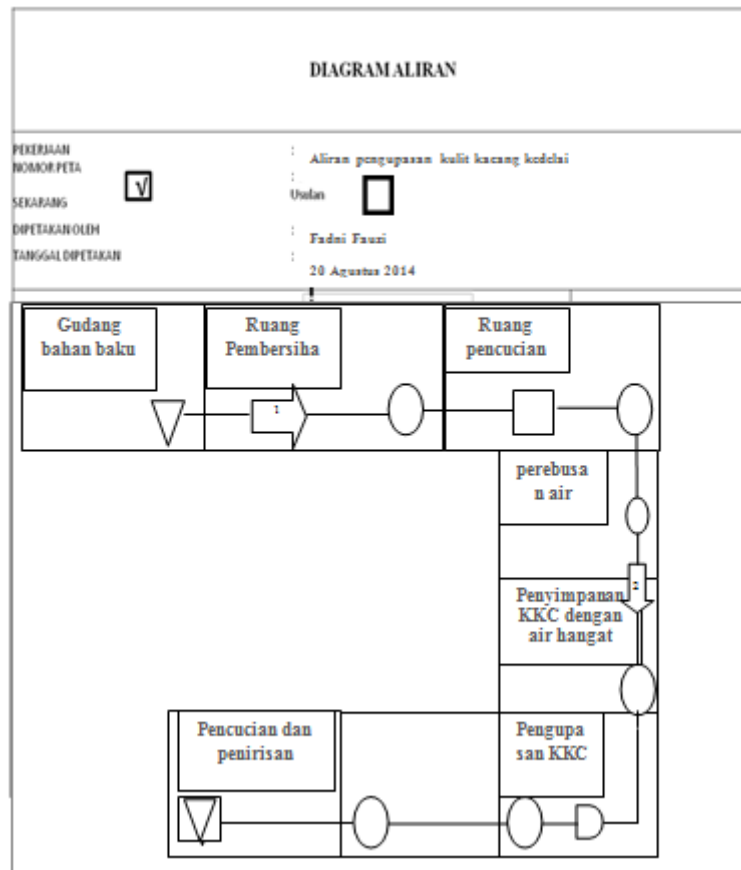 DIAGRAM ALIRAN
PEKERJAAN : Aliran pengupasan kulit kacang kedelai
NOMOR PETA :
SEKARANG √ Usulan
DIPETAKAN OLEH : Fadni Fauzi
TANGGAL DIPETAKAN : 20 Agustus 2014
Gudang
bahan baku
Ruang
Pembersiha
Ruang
pencucian
1
perebusa
n air
2
Penyimpanan
KKC dengan
air hangat
Pencucian dan
penirisan
Pengupa
san KKC